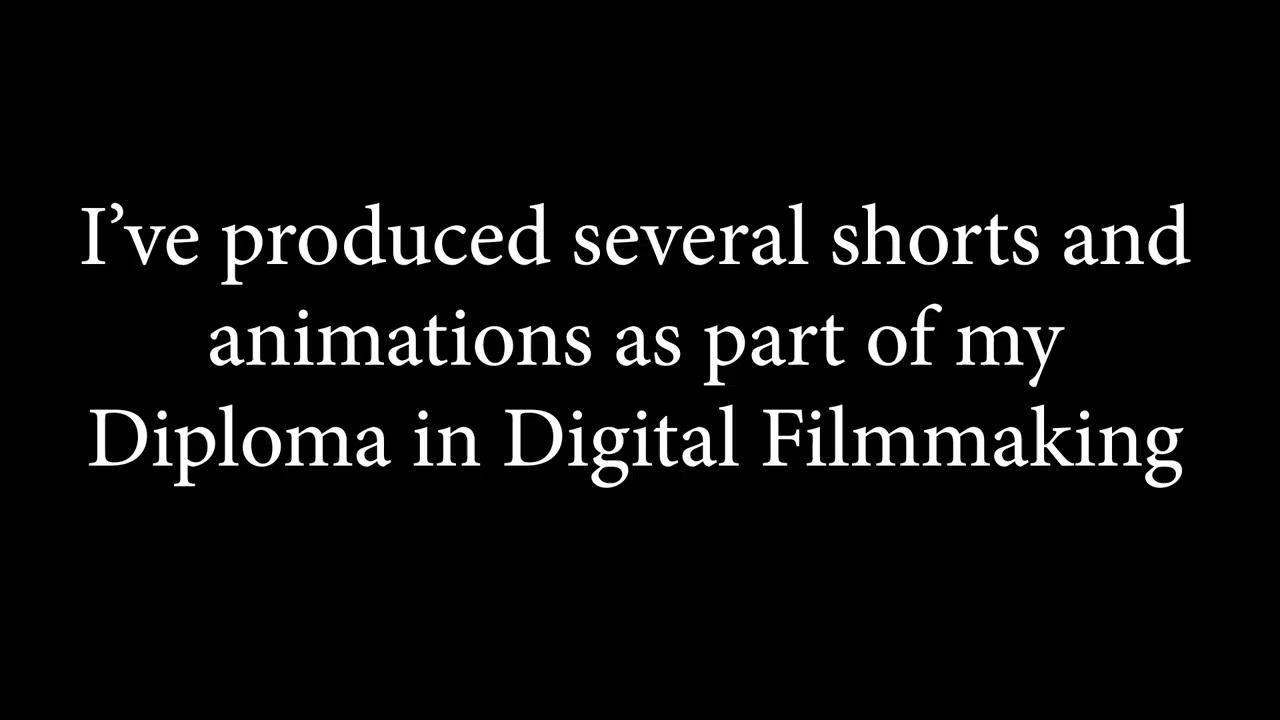 I’ve produced several shorts and
animations as part of my
Diploma in Digital Filmmaking